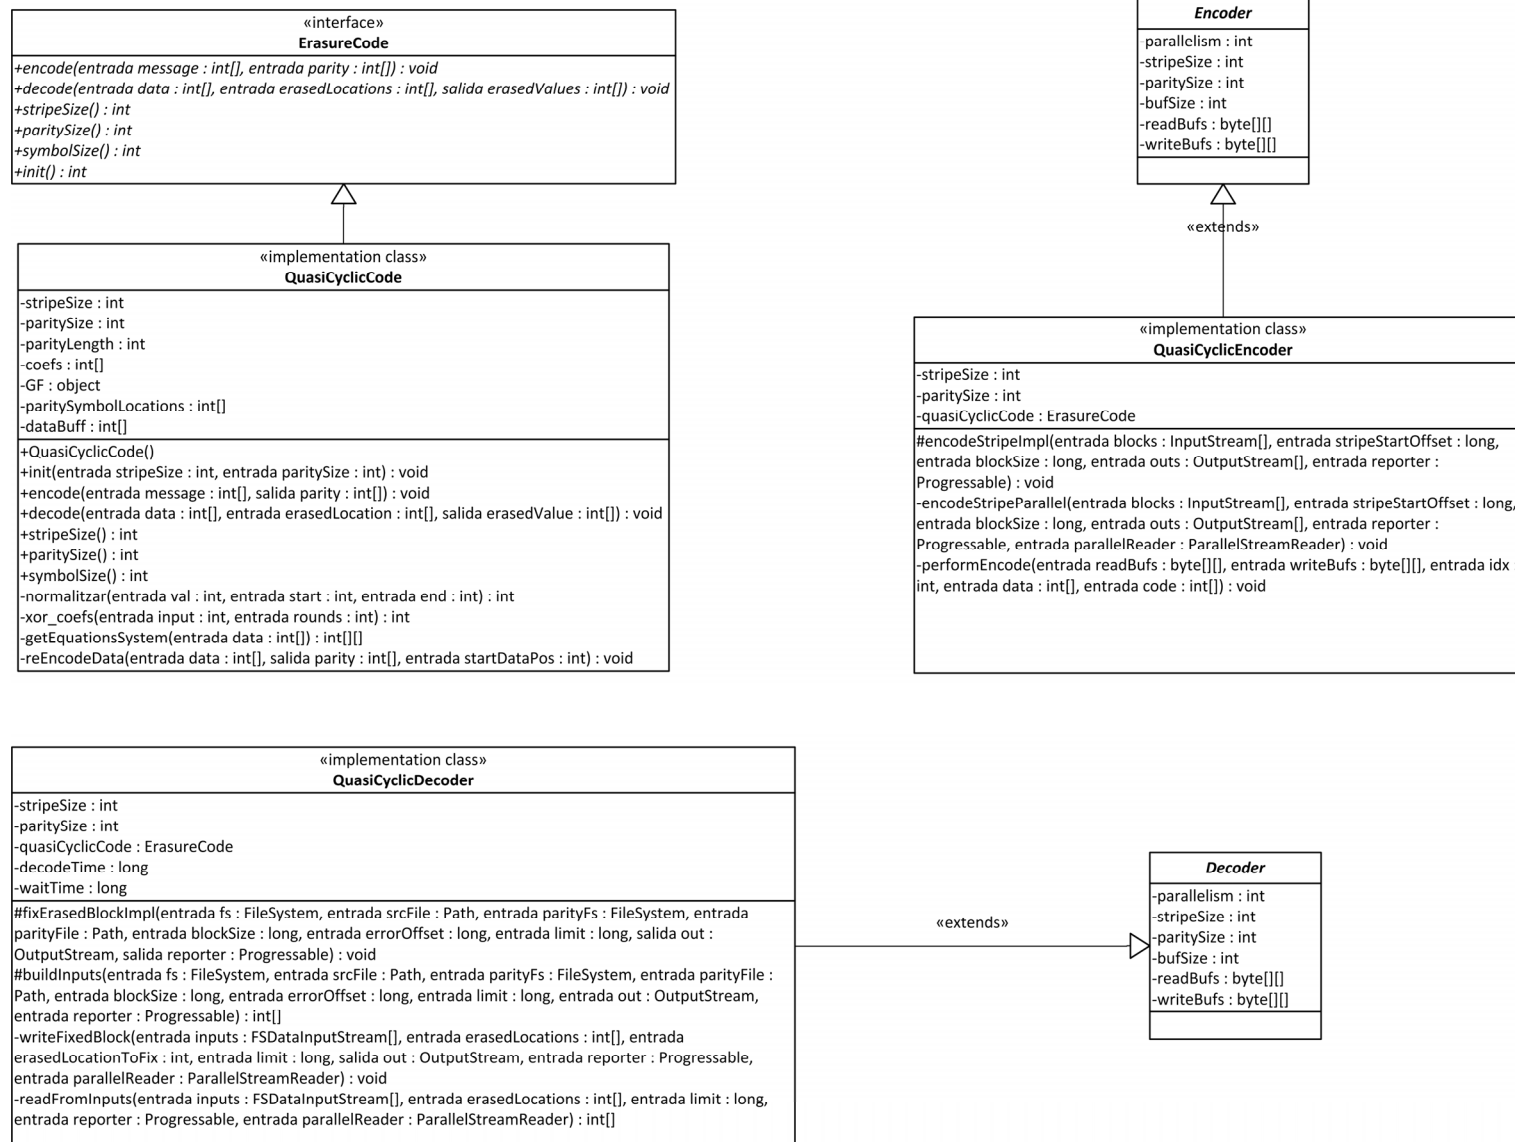 «interface»
ErasureCode
+encode(entrada message : int[], entrada parity : int[]) : void
+decode(entrada data : int[], entrada erasedLocations : int[], salida erasedValues : int[]) : void
+stripeSize() : int
+paritySize() : int
+symbolSize() : int
+init() : int
«implementation class»
QuasiCyclicCode
-stripeSize : int
-paritySize : int
-parityLength : int
-coefs : int[]
-GF : object
-paritySymbolLocations : int[]
-dataBuff : int[]
+QuasiCyclicCode()
+init(entrada stripeSize : int, entrada paritySize : int) : void
+encode(entrada message : int[], salida parity : int[]) : void
+decode(entrada data : int[], entrada erasedLocation : int[], salida erasedValue : int[]) : void
+stripeSize() : int
+paritySize() : int
+symbolSize() : int
-normalitzar(entrada val : int, entrada start : int, entrada end : int) : int
-xor_coefs(entrada input : int, entrada rounds : int) : int
-getEquationsSystem(entrada data : int[]) : int[][]
-reEncodeData(entrada data : int[], salida parity : int[], entrada startDataPos : int) : void
Encoder
-parallelism : int
-stripeSize : int
-paritySize : int
-bufSize : int
-readBufs : byte[][]
-writeBufs : byte[][]
«extends»
«implementation class»
QuasiCyclicEncoder
-stripeSize : int
-paritySize : int
-quasiCyclicCode : ErasureCode
#encodeStripeImpl(entrada blocks : InputStream[], entrada stripeStartOffset : long,
entrada blockSize : long, entrada outs : OutputStream[], entrada reporter :
Progressable) : void
-encodeStripeParallel(entrada blocks : InputStream[], entrada stripeStartOffset : long,
entrada blockSize : long, entrada outs : OutputStream[], entrada reporter :
Progressable, entrada parallelReader : ParallelStreamReader) : void
-performEncode(entrada readBufs : byte[][], entrada writeBufs : byte[][], entrada idx :
int, entrada data : int[], entrada code : int[]) : void
«implementation class»
QuasiCyclicDecoder
-stripeSize : int
-paritySize : int
-quasiCyclicCode : ErasureCode
-decodeTime : long
-waitTime : long
#fixErasedBlockImpl(entrada fs : FileSystem, entrada srcFile : Path, entrada parityFs : FileSystem, entrada
parityFile : Path, entrada blockSize : long, entrada errorOffset : long, entrada limit : long, salida out :
OutputStream, salida reporter : Progressable) : void
#buildInputs(entrada fs : FileSystem, entrada srcFile : Path, entrada parityFs : FileSystem, entrada parityFile :
Path, entrada blockSize : long, entrada errorOffset : long, entrada limit : long, entrada out : OutputStream,
entrada reporter : Progressable) : int[]
-writeFixedBlock(entrada inputs : FSDataInputStream[], entrada erasedLocations : int[], entrada
erasedLocationToFix : int, entrada limit : long, salida out : OutputStream, entrada reporter : Progressable,
entrada parallelReader : ParallelStreamReader) : void
-readFromInputs(entrada inputs : FSDataInputStream[], entrada erasedLocations : int[], entrada limit : long,
entrada reporter : Progressable, entrada parallelReader : ParallelStreamReader) : int[]
«extends»
Decoder
-parallelism : int
-stripeSize : int
-paritySize : int
-bufSize : int
-readBufs : byte[][]
-writeBufs : byte[][]